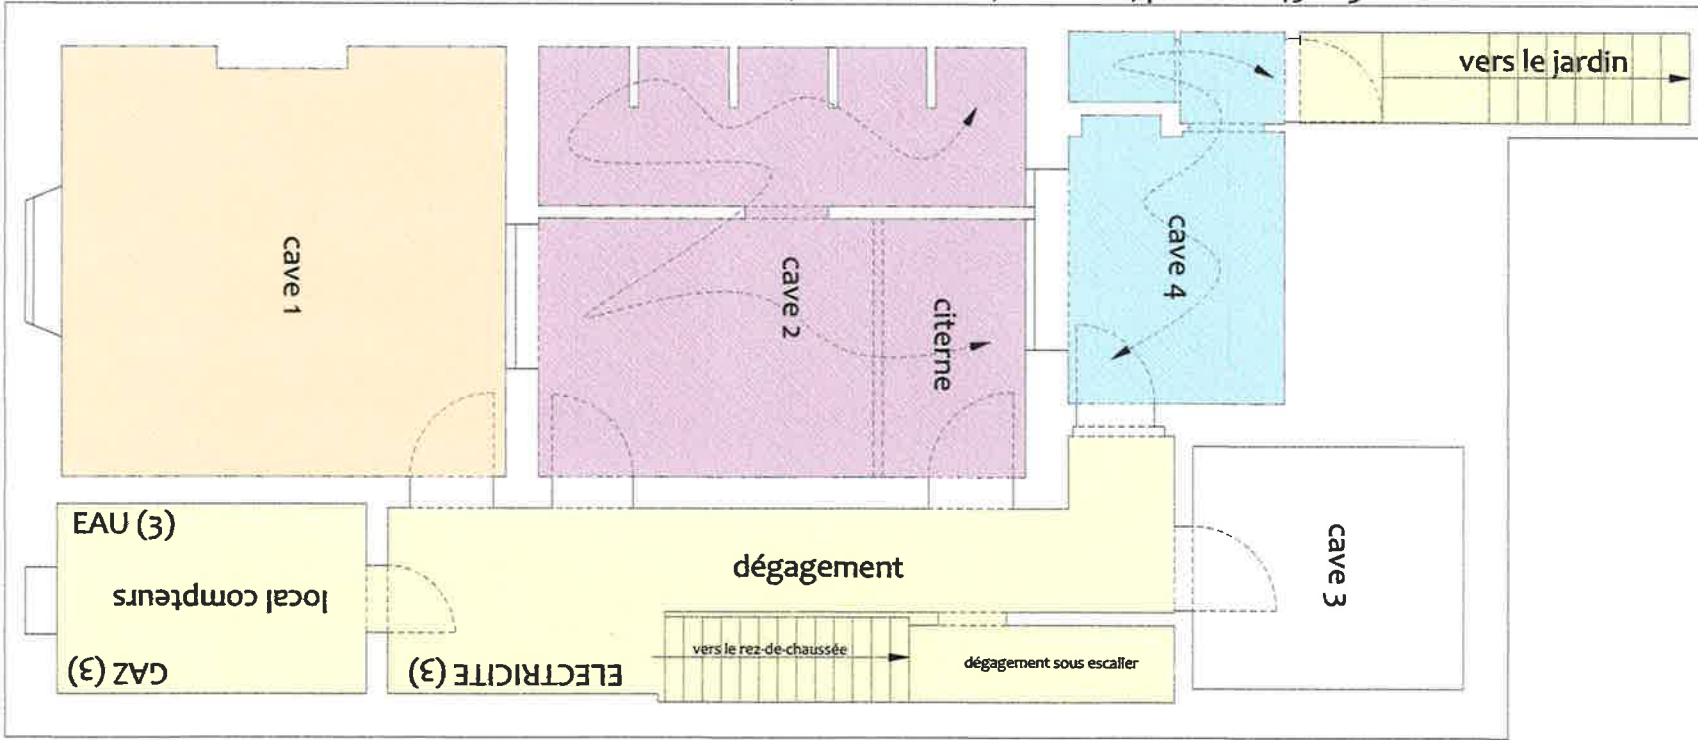 vers le jardin
cave 1
cave 2
citerne
cave 4
EAU (3)
local compteurs
GAZ (3)
ELECTRICITE (3)
dégagement
vers le rez-de-chaussée
dégagement sous escalier
cave 3